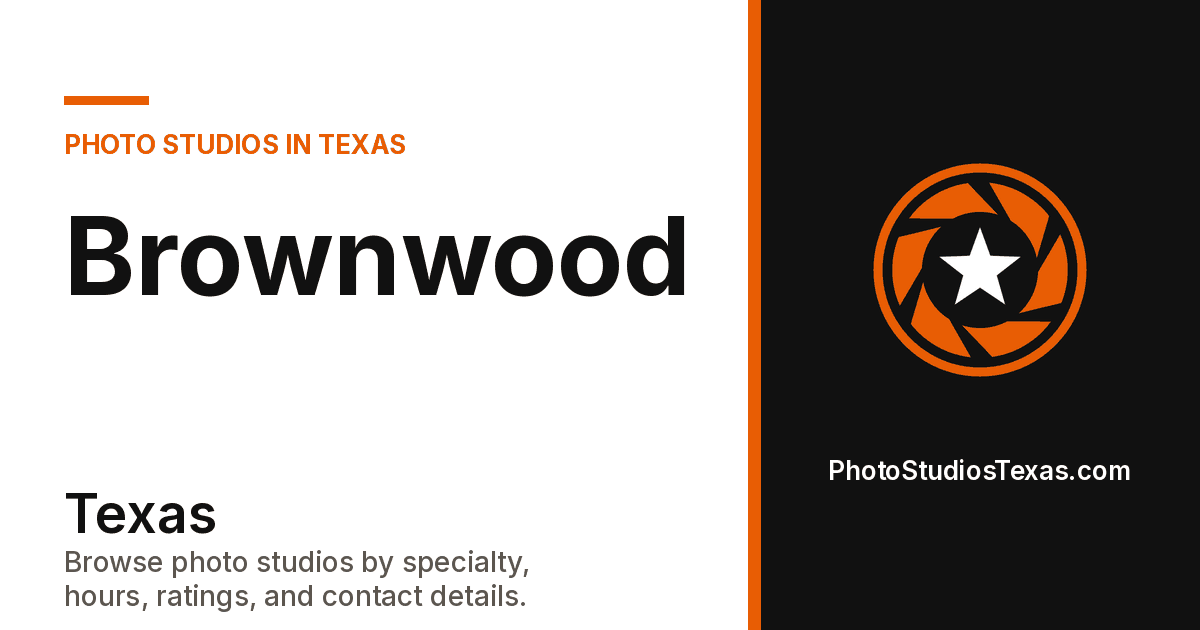 PHOTO STUDIOS IN TEXAS
Brownwood
Texas
Browse photo studios by specialty,
hours, ratings, and contact details.
PhotoStudiosTexas.com